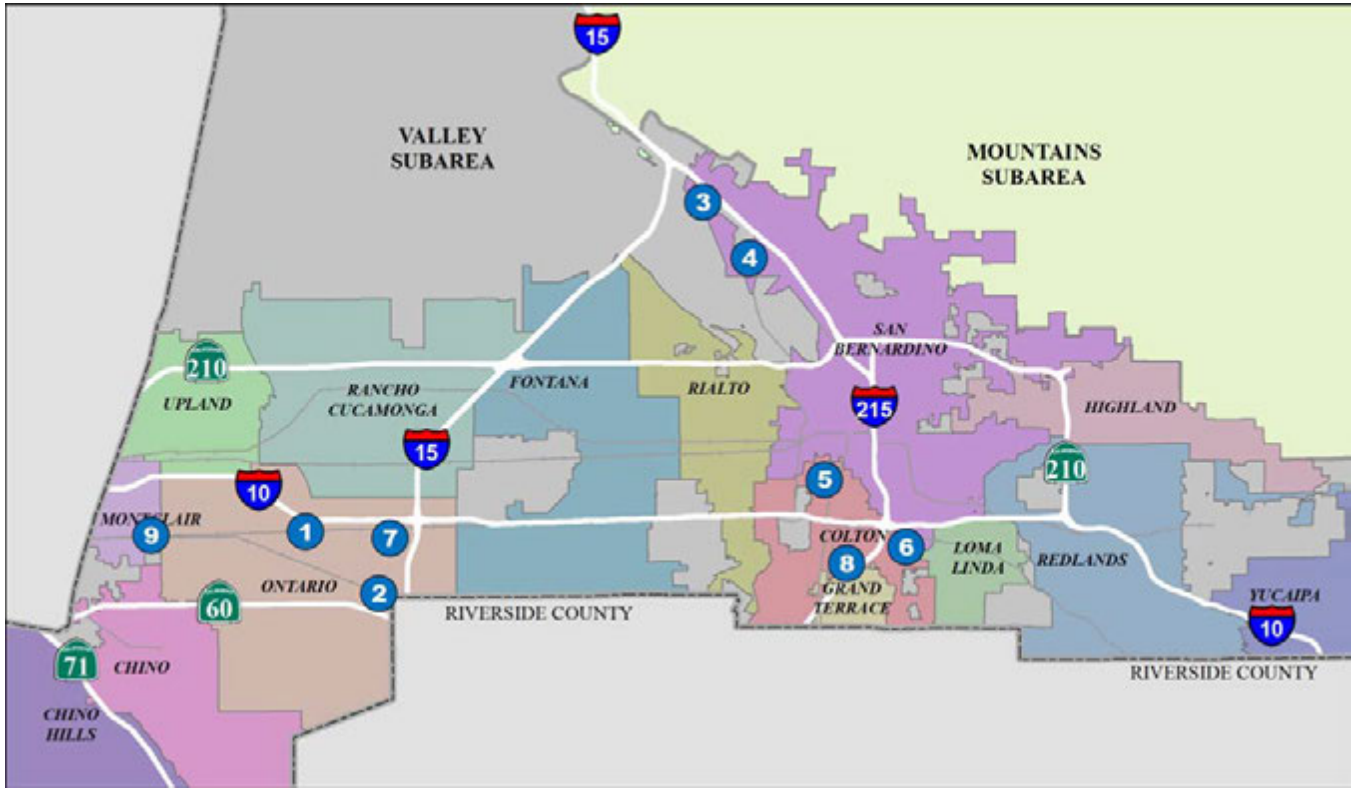 15
VALLEY
SUBAREA
MOUNTAINS
SUBAREA
3
4
SAN
BERNARDINO
210
UPLAND
RANCHO
CUCAMONGA
FONTANA
RIALTO
215
HIGHLAND
15
10
210
5
MONTCLAIR
9
1
7
COLTON
6
8
LOMA
LINDA
REDLANDS
ONTARIO
2
60
GRAND
TERRACE
YUCAIPA
10
RIVERSIDE COUNTY
71
CHINO
RIVERSIDE COUNTY
CHINO
HILLS